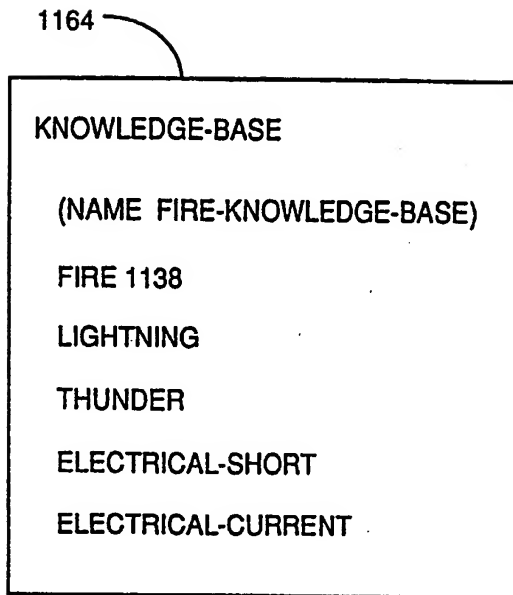 1164
KNOWLEDGE-BASE
(NAME FIRE-KNOWLEDGE-BASE)
FIRE 1138
LIGHTNING
THUNDER
ELECTRICAL-SHORT
ELECTRICAL-CURRENT